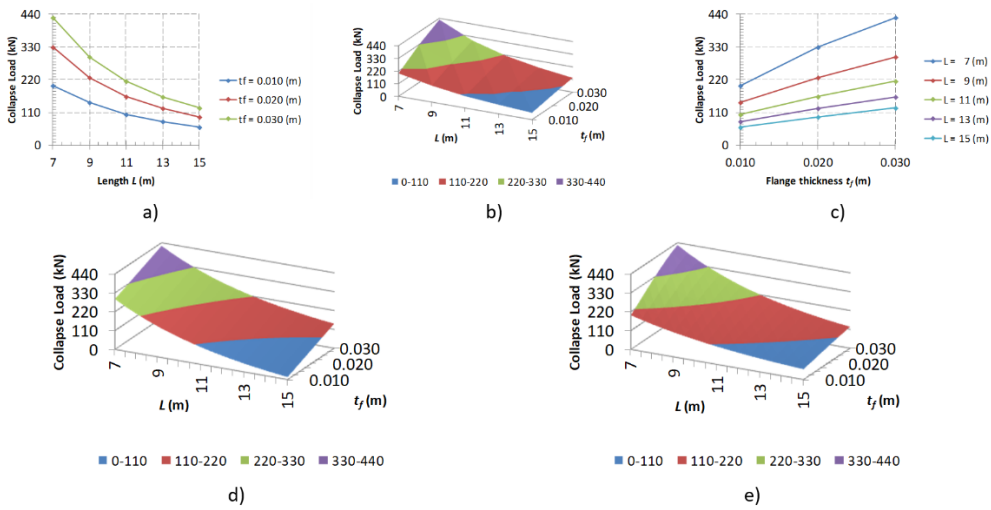 440
330
220
110
0
Collapse Load (kN)
7 9 11 13 15
Length L (m)
tf = 0.010 (m)
tf = 0.020 (m)
tf = 0.030 (m)
a)
440
330
220
110
0
Collapse Load (kN)
7 9 11 13 15
L (m)
0.030
0.020
0.010
tf (m)
0-110 110-220 220-330 330-440
b)
440
330
220
110
0
Collapse Load (kN)
0.010 0.020 0.030
Flange thickness tf (m)
L = 7 (m)
L = 9 (m)
L = 11 (m)
L = 13 (m)
L = 15 (m)
c)
440
330
220
110
0
Collapse Load (kN)
7 9 11 13 15
L (m)
0.030
0.020
0.010
tf (m)
0-110 110-220 220-330 330-440
d)
440
330
220
110
0
Collapse Load (kN)
7 9 11 13 15
L (m)
0.030
0.020
0.010
tf (m)
0-110 110-220 220-330 330-440
e)